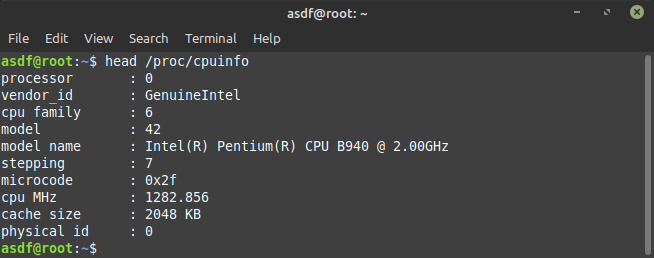 asdf@root: ~
File Edit View Search Terminal Help
asdf@root:~$ head /proc/cpuinfo
processor : 0
vendor_id : GenuineIntel
cpu family : 6
model : 42
model name : Intel(R) Pentium(R) CPU B940 @ 2.00GHz
stepping : 7
microcode : 0x2f
cpu MHz : 1282.856
cache size : 2048 KB
physical id : 0
asdf@root:~$